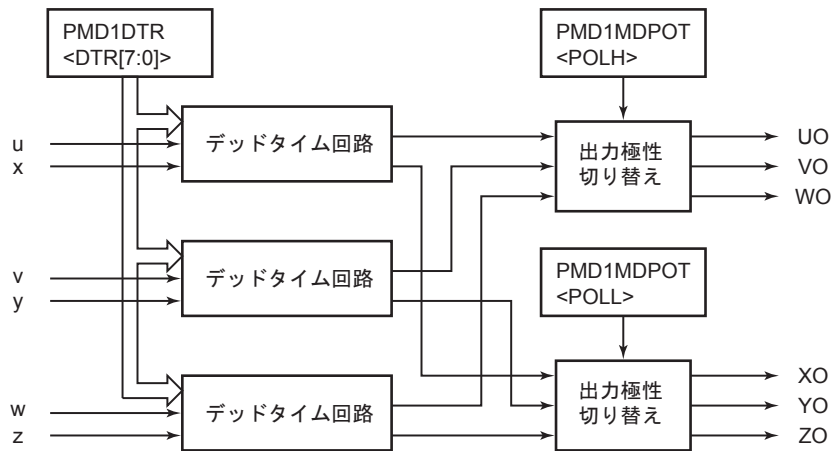 PMD1DTR
<DTR[7:0]>
PMD1MDPOT
<POLH>
u
x
デッドタイム回路
出力極性
切り替え
UO
VO
WO
v
y
デッドタイム回路
PMD1MDPOT
<POLL>
w
z
デッドタイム回路
出力極性
切り替え
XO
YO
ZO